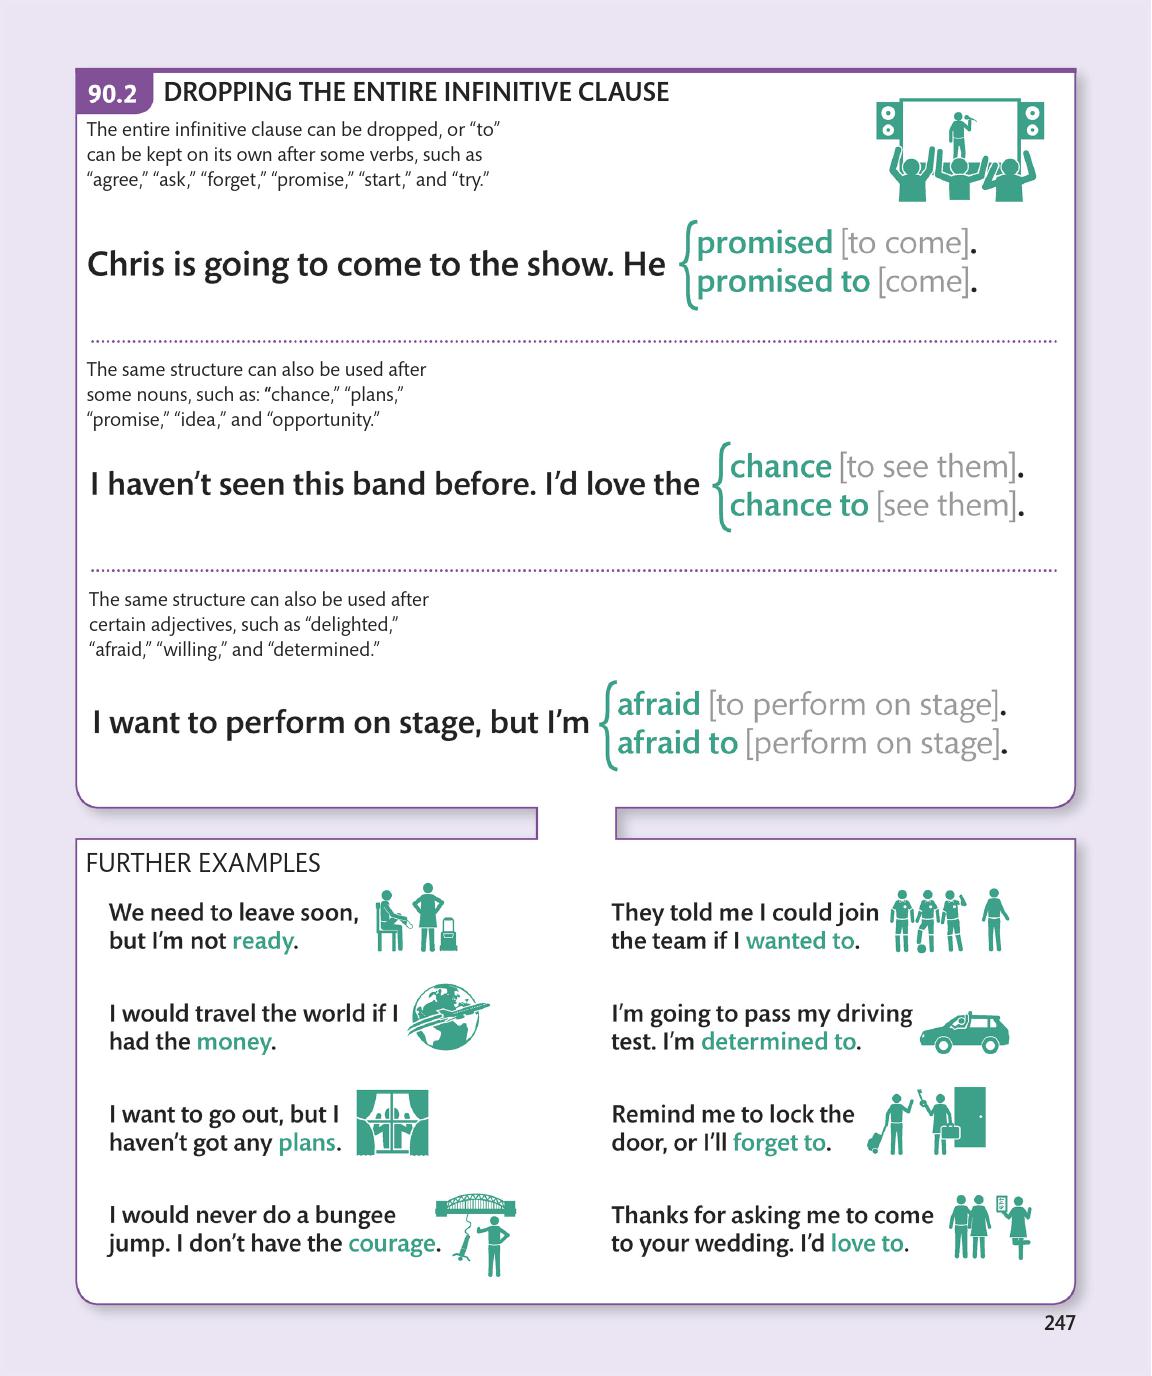 90.2 DROPPING THE ENTIRE INFINITIVE CLAUSE
The entire infinitive clause can be dropped, or “to”
can be kept on its own after some verbs, such as
“agree,” “ask,” “forget,” “promise,” “start,” and “try.”
Chris is going to come to the show. He
promised [to come].
promised to [come].
The same structure can also be used after
some nouns, such as: “chance,” “plans,”
“promise,” “idea,” and “opportunity.”
I haven’t seen this band before. I’d love the
chance [to see them].
chance to [see them].
The same structure can also be used after
certain adjectives, such as “delighted,”
“afraid,” “willing,” and “determined.”
I want to perform on stage, but I’m
afraid [to perform on stage].
afraid to [perform on stage].
FURTHER EXAMPLES
We need to leave soon,
but I’m not ready.
I would travel the world if I
had the money.
I want to go out, but I
haven’t got any plans.
I would never do a bungee
jump. I don’t have the courage.
They told me I could join
the team if I wanted to.
I’m going to pass my driving
test. I’m determined to.
Remind me to lock the
door, or I’ll forget to.
Thanks for asking me to come
to your wedding. I’d love to.
247